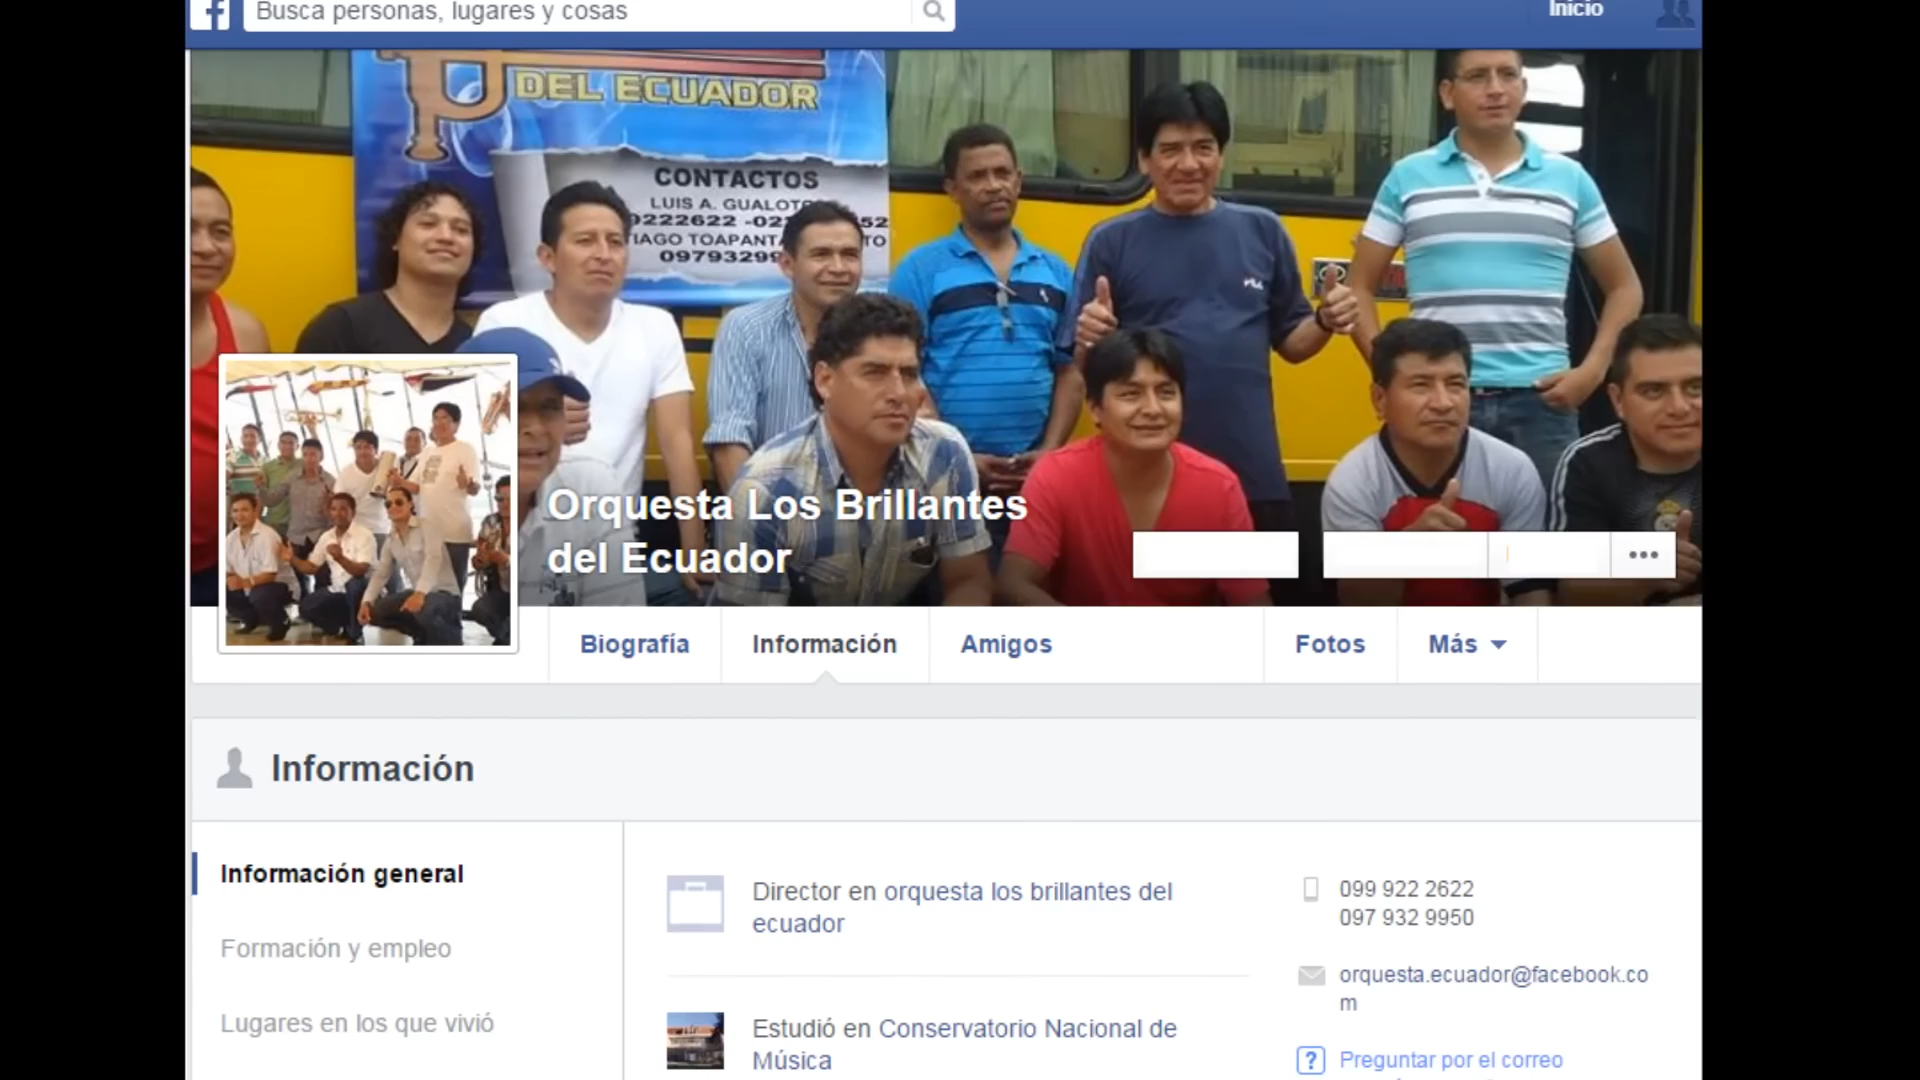 Busca personas, lugares y cosas
Inicio
DEL ECUADOR
CONTACTOS
LUIS A.
TOAPANTA
Orquesta Los Brillantes
del Ecuador
Biografía
Información
Amigos
Fotos
Más
Información
Información general
Formación y empleo
Lugares en los que vivió
Director en orquesta los brillantes del
ecuador
Estudió en Conservatorio Nacional de
Música
099 922 2622
097 932 9950
orquesta.ecuador@facebook.co
m
Preguntar por el correo